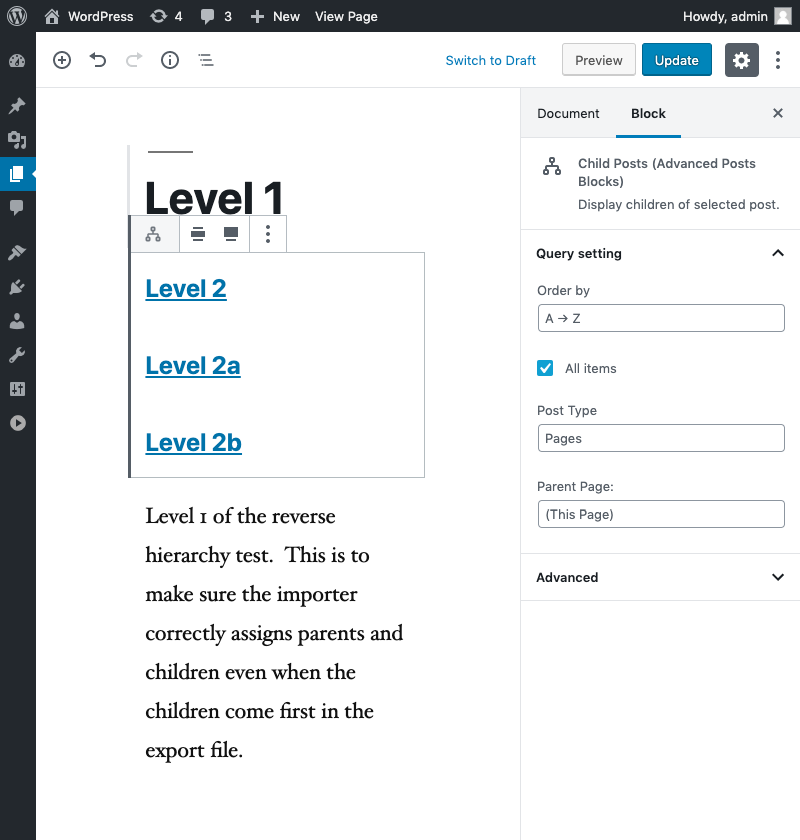 WordPress 4 3 New View Page Howdy, admin
Switch to Draft Preview Update
Document Block
Child Posts (Advanced Posts
Blocks)
Display children of selected post.
Level 1
Query setting
Level 2
Order by
A → Z
Level 2a
All items
Post Type
Pages
Level 2b
Parent Page:
(This Page)
Level 1 of the reverse
hierarchy test.  This is to
make sure the importer
correctly assigns parents and
children even when the
children come first in the
export file.
Advanced